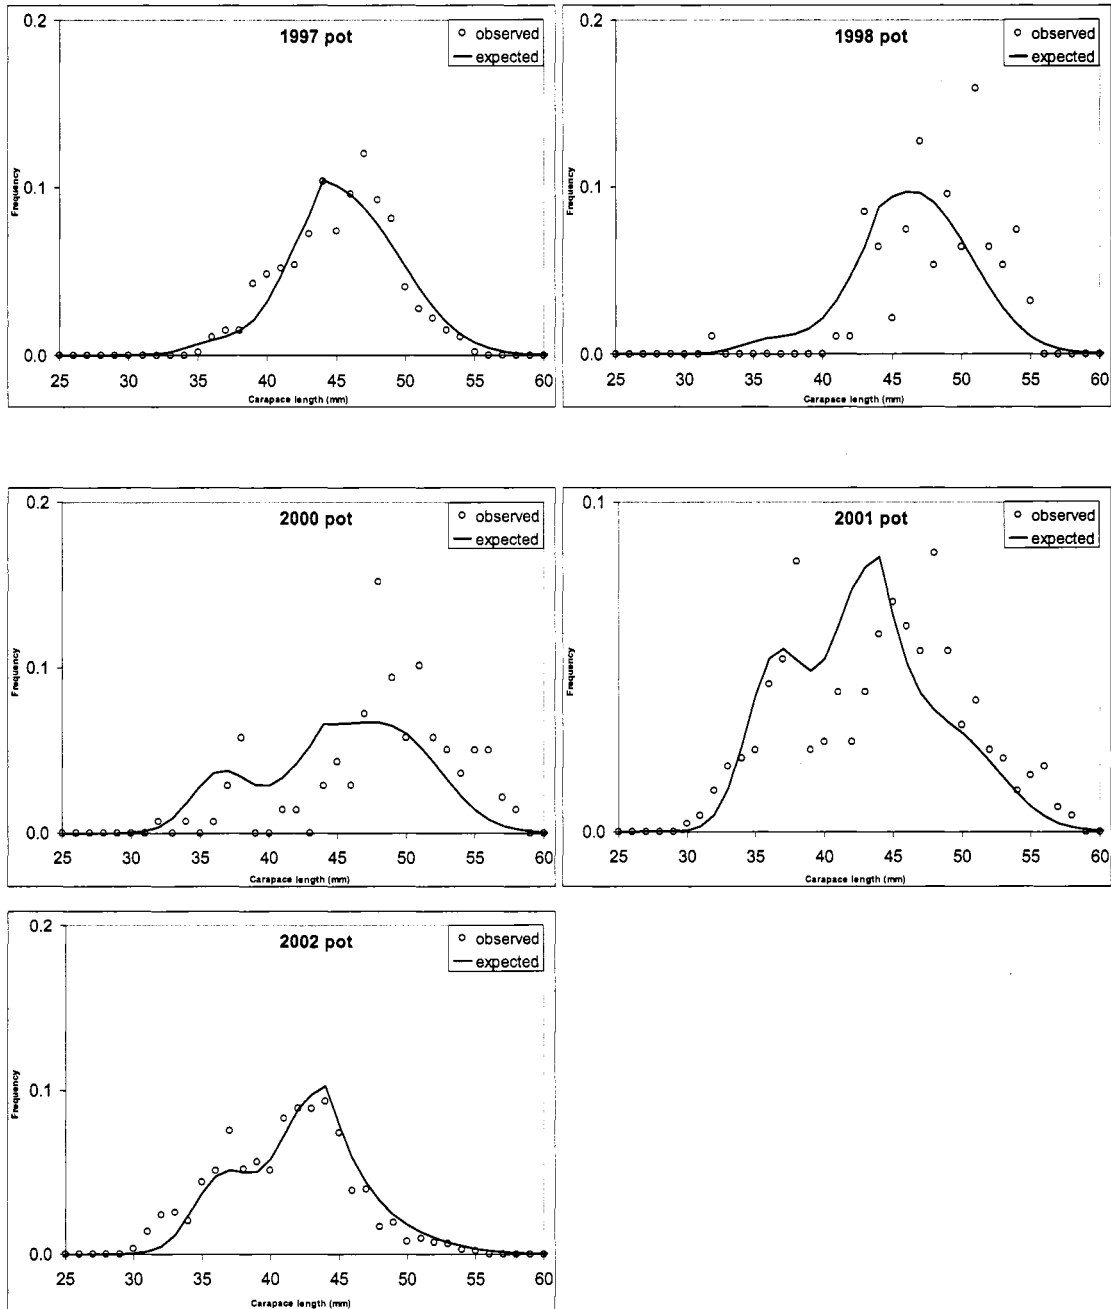 1997 pot
observed
expected
Frequency
0.2
0.1
0.0
25 30 35 40 45 50 55 60
Carapace length (mm)
1998 pot
observed
expected
Frequency
0.2
0.1
0.0
25 30 35 40 45 50 55 60
Carapace length (mm)
2000 pot
observed
expected
Frequency
0.2
0.1
0.0
25 30 35 40 45 50 55 60
Carapace length (mm)
2001 pot
observed
expected
Frequency
0.1
0.0
25 30 35 40 45 50 55 60
Carapace length (mm)
2002 pot
observed
expected
Frequency
0.2
0.1
0.0
25 30 35 40 45 50 55 60
Carapace length (mm)